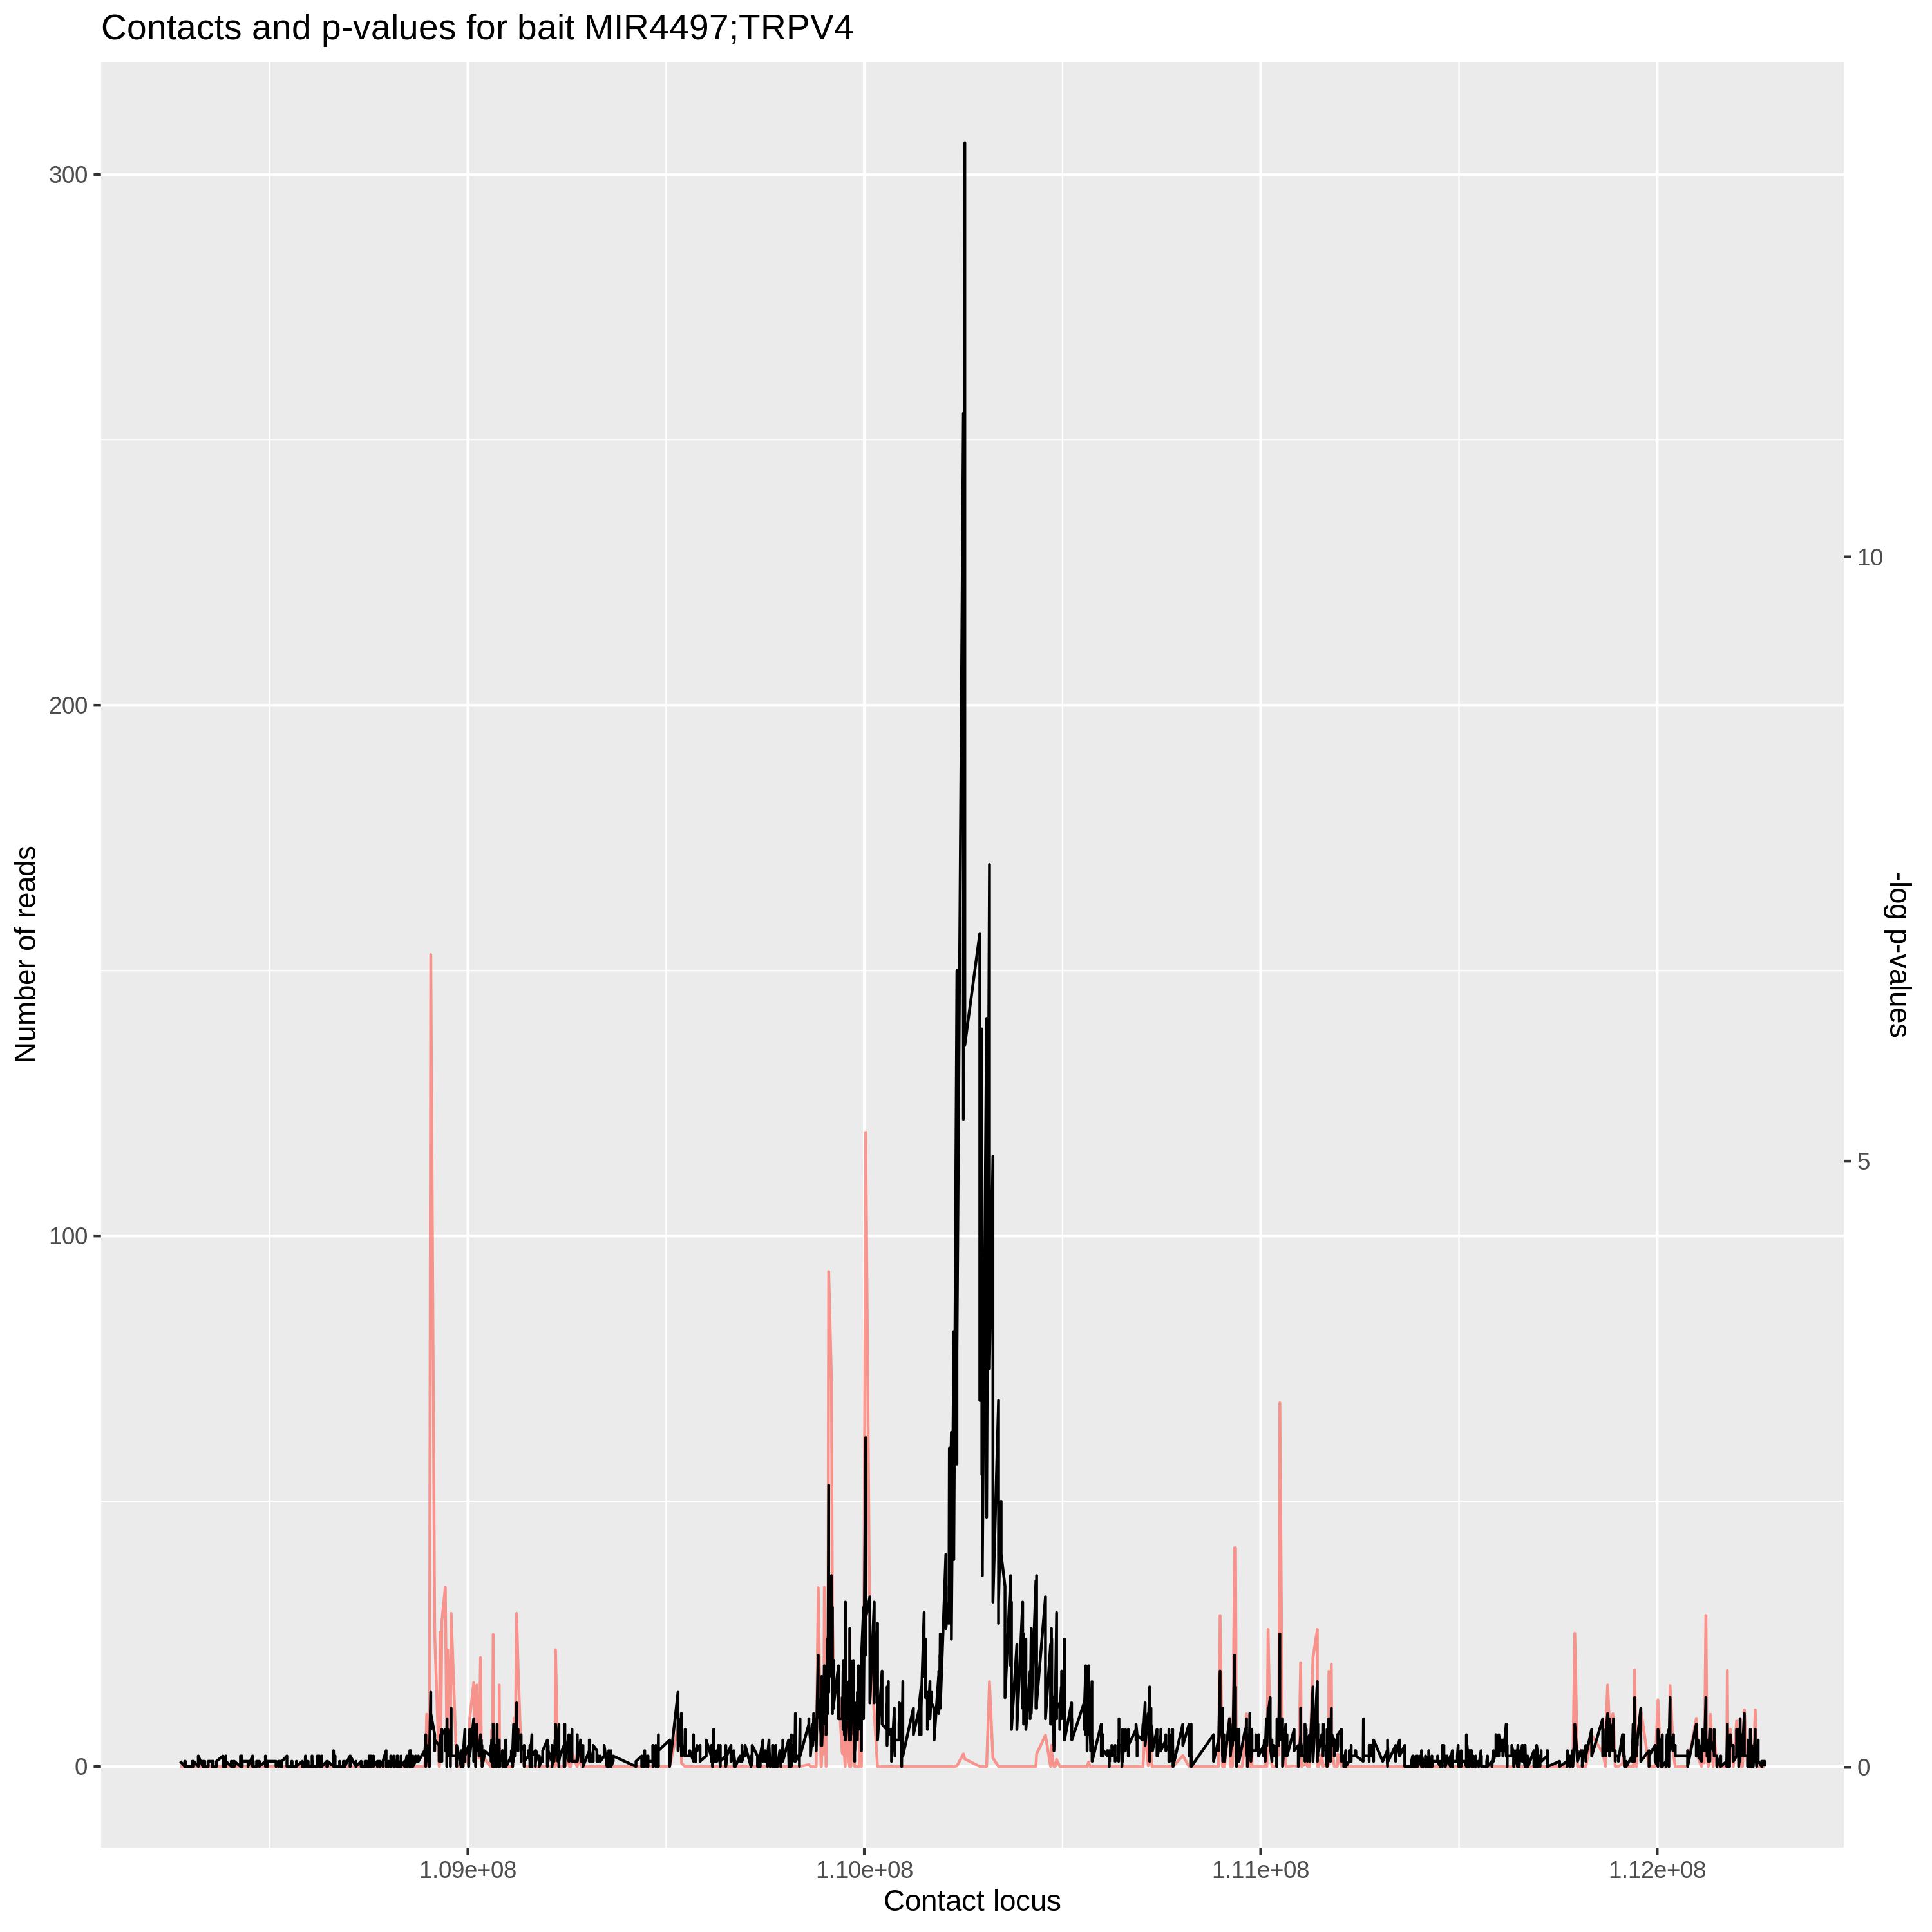 Contacts and p-values for bait MIR4497;TRPV4
300
200
100
0
Number of reads
10
5
0
-log p-values
1.09e+08
1.10e+08
1.11e+08
1.12e+08
Contact locus